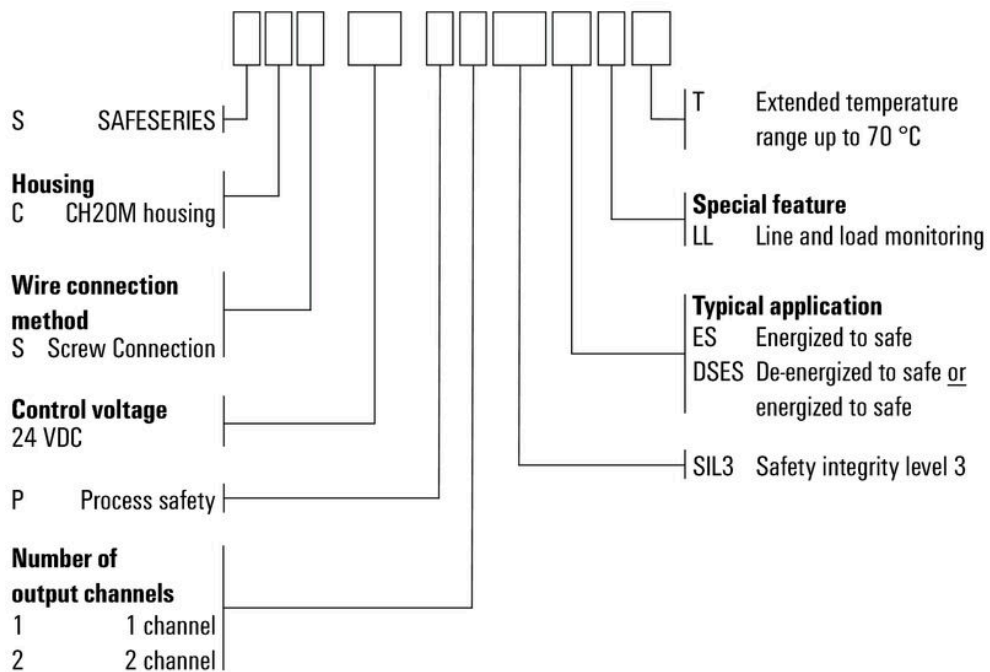 S SAFESERIES
Housing
C CH20M housing
Wire connection
method
S Screw Connection
Control voltage
24 VDC
P Process safety
Number of
output channels
1 1 channel
2 2 channel
T Extended temperature
range up to 70 °C
Special feature
LL Line and load monitoring
Typical application
ES Energized to safe
DSES De-energized to safe or
energized to safe
SIL3 Safety integrity level 3